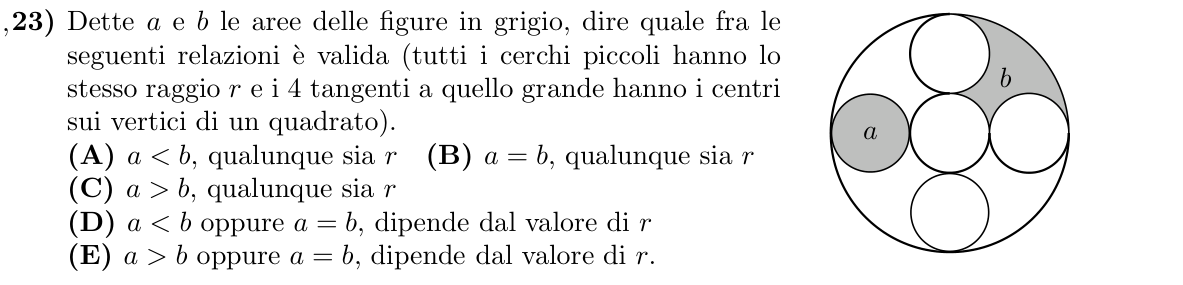 ,23) Dette a e b le aree delle figure in grigio, dire quale fra le
seguenti relazioni è valida (tutti i cerchi piccoli hanno lo
stesso raggio r e i 4 tangenti a quello grande hanno i centri
sui vertici di un quadrato).
(A) a < b, qualunque sia r (B) a = b, qualunque sia r
(C) a > b, qualunque sia r
(D) a < b oppure a = b, dipende dal valore di r
(E) a > b oppure a = b, dipende dal valore di r.
b
a